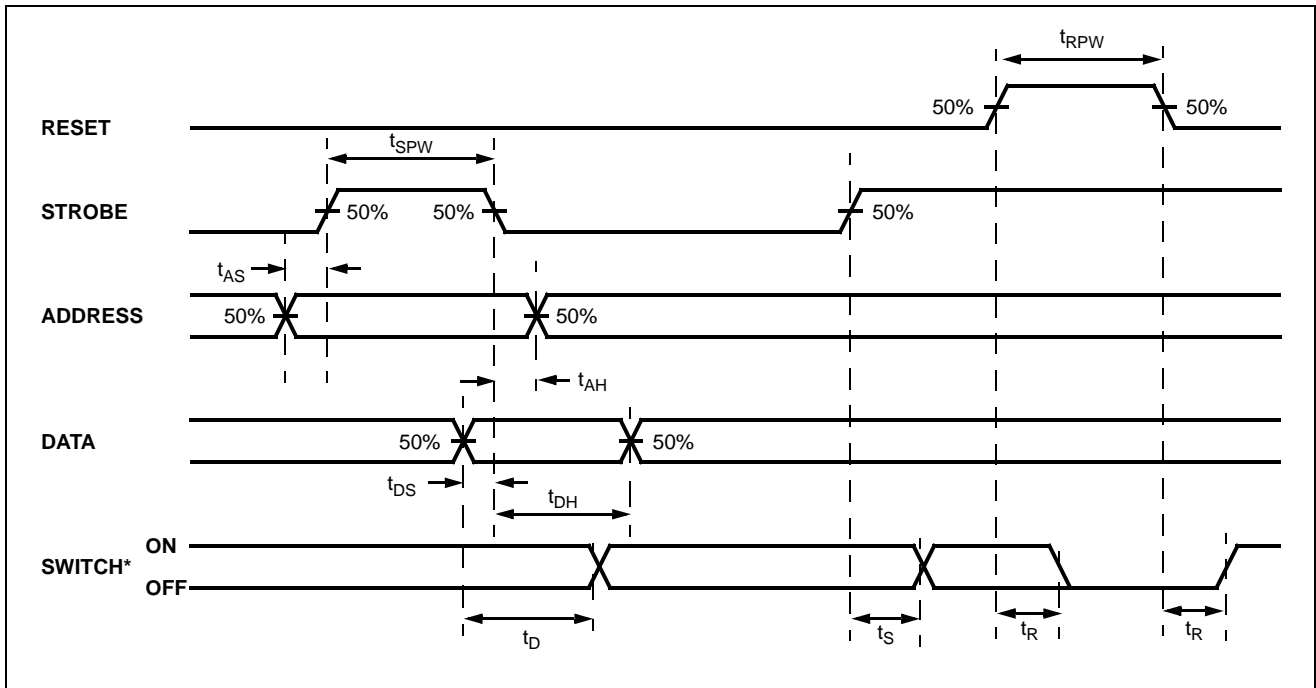 tRPW
50% 50%
RESET
tSPW
STROBE 50% 50% 50%
tAS
ADDRESS 50% 50%
tAH
DATA 50% 50%
tDS tDH
ON
SWITCH*
OFF
tD tS tR tR